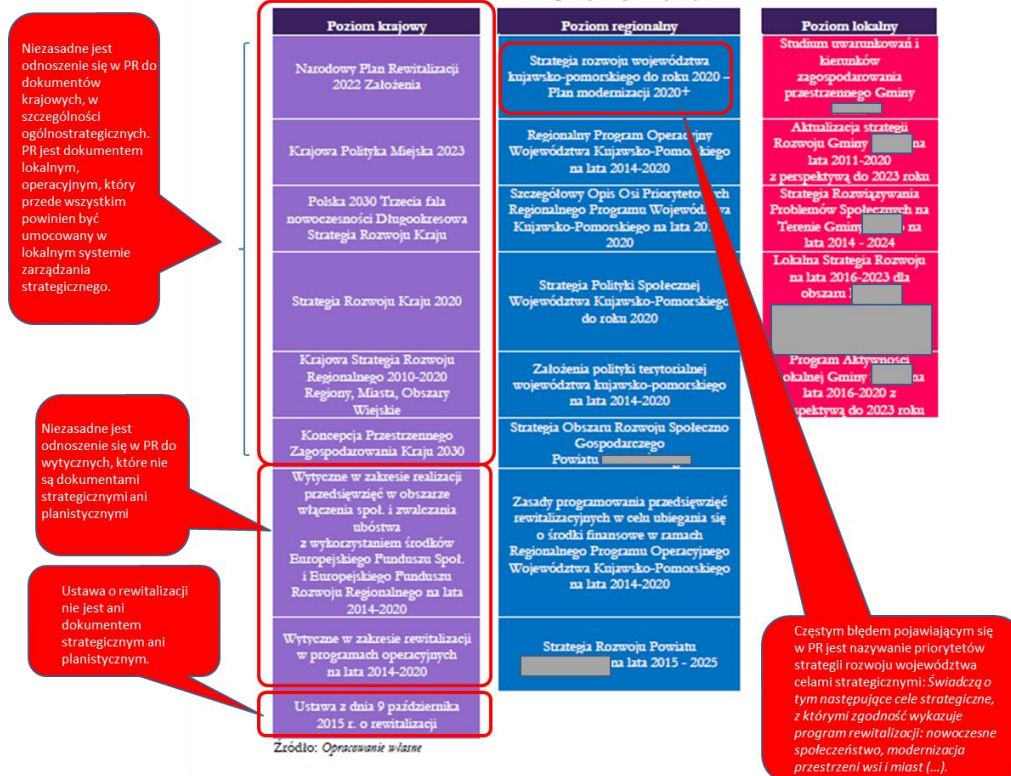 Niezasadne jest
odnoszenie się w PR do
dokumentów
krajowych, w
szczególności
ogólnostrategicznych.
PR jest dokumentem
lokalnym,
operacyjnym, który
przede wszystkim
powinien być
umocowany w
lokalnym systemie
zarządzania
strategicznego.
Niezasadne jest
odnoszenie się w PR do
wytycznych, które nie
są dokumentami
strategicznymi ani
planistycznymi
Ustawa o rewitalizacji
nie jest ani
dokumentem
strategicznym ani
planistycznym.
Poziom krajowy
Narodowy Plan Rewitalizacji
2022 Założenia
Krajowa Polityka Miejska 2023
Polska 2030 Trzecia fala
nowoczesności Długookresowa
Strategia Rozwoju Kraju
Strategia Rozwoju Kraju 2020
Krajowa Strategia Rozwoju
Regionalnego 2010-2020
Regiony, Miasta, Obszary
Wiejskie
Koncepcja Przestrzennego
Zagospodarowania Kraju 2030
Wytyczne w zakresie realizacji
przedsięwzięć w obszarze
włączenia społ. i zwalczania
ubóstwa
z wykorzystaniem środków
Europejskiego Funduszu Społ.
i Europejskiego Funduszu
Rozwoju Regionalnego na lata
2014-2020
Wytyczne w zakresie rewitalizacji
w programach operacyjnych
na lata 2014-2020
Ustawa z dnia 9 października
2015 r. o rewitalizacji
Źródło: Opracowanie własne
Poziom regionalny
Strategia rozwoju województwa
kujawsko-pomorskiego do roku 2020 –
Plan modernizacji 2020+
Regionalny Program Operacyjny
Województwa Kujawsko-Pomorskiego
na lata 2014-2020
Szczegółowy Opis Osi Priorytetowych
Regionalnego Programu Województwa
Kujawsko-Pomorskiego na lata
2020
Strategia Polityki Społecznej
Województwa Kujawsko-Pomorskiego
do roku 2020
Założenia polityki terytorialnej
województwa kujawsko-pomorskiego
na lata 2014-2020
Strategia Obszaru Rozwoju Społeczno
Gospodarczego
Powiatu
Zasady programowania przedsięwzięć
rewitalizacyjnych w celu ubiegania się
o środki finansowe w ramach
Regionalnego Programu Operacyjnego
Województwa Kujawsko-Pomorskiego
na lata 2014-2020
Strategia Rozwoju Powiatu
na lata 2015 - 2025
Poziom lokalny
Studium uwarunkowań i
kierunków
zagospodarowania
przestrzennego Gminy
Aktualizacja strategii
Rozwoju Gminy na
lata 2011-2020
z perspektywą do 2023 roku
Strategia Rozwiązywania
Problemów Społecznych na
Terenie Gminy na
lata 2014 - 2024
Lokalna Strategia Rozwoju
na lata 2016-2023 dla
obszaru
Program Aktywności
Lokalnej Gminy na
lata 2016-2020 z
perspektywą do 2023 roku
Częstym błędem pojawiającym się
w PR jest nazywanie priorytetów
strategii rozwoju województwa
celami strategicznymi: Świadczą o
tym następujące cele strategiczne,
z którymi zgodność wykazuje
program rewitalizacji: nowoczesne
społeczeństwo, modernizacja
przestrzeni wsi i miast (...).